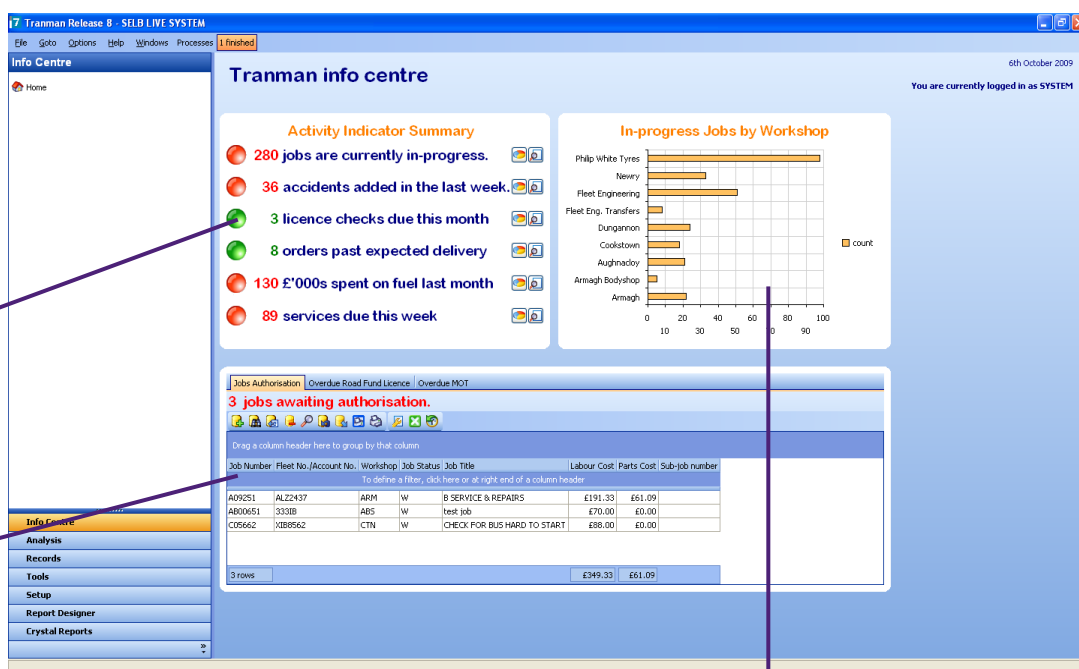 Tranman Release 8 - SELB LIVE SYSTEM
File Goto Options Help Windows Processes 1 finished
Info Centre
Home
Tranman info centre
6th October 2009
You are currently logged in as SYSTEM
Activity Indicator Summary
280 jobs are currently in-progress.
36 accidents added in the last week.
3 licence checks due this month
8 orders past expected delivery
130 £'000s spent on fuel last month
89 services due this week
In-progress Jobs by Workshop
Philip White Tyres
Newry
Fleet Engineering
Fleet Eng. Transfers
Dungannon
Cookstown
Aughnacloy
Armagh Bodyshop
Armagh
count
0 20 40 60 80 100
10 30 50 70 90
Jobs Authorisation Overdue Road Fund Licence Overdue MOT
3 jobs awaiting authorisation.
Drag a column header here to group by that column
Job Number Fleet No./Account No. Workshop Job Status Job Title Labour Cost Parts Cost Sub-job number
To define a filter, click here or at right end of a column header
A09251 ALZ2437 ARM W B SERVICE & REPAIRS £191.33 £61.09
AB00651 333IB ABS W test job £70.00 £0.00
C05662 XIB8562 CTN W CHECK FOR BUS HARD TO START £88.00 £0.00
3 rows £349.33 £61.09
Info Centre
Analysis
Records
Tools
Setup
Report Designer
Crystal Reports